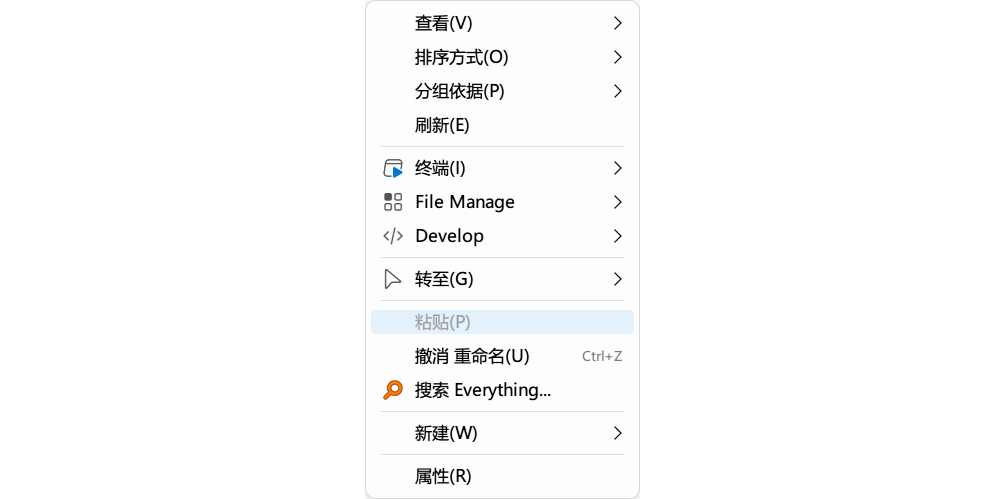 查看(V)
排序方式(O)
分组依据(P)
刷新(E)
终端(I)
File Manage
Develop
转至(G)
粘贴(P)
撤消 重命名(U) Ctrl+Z
搜索 Everything...
新建(W)
属性(R)